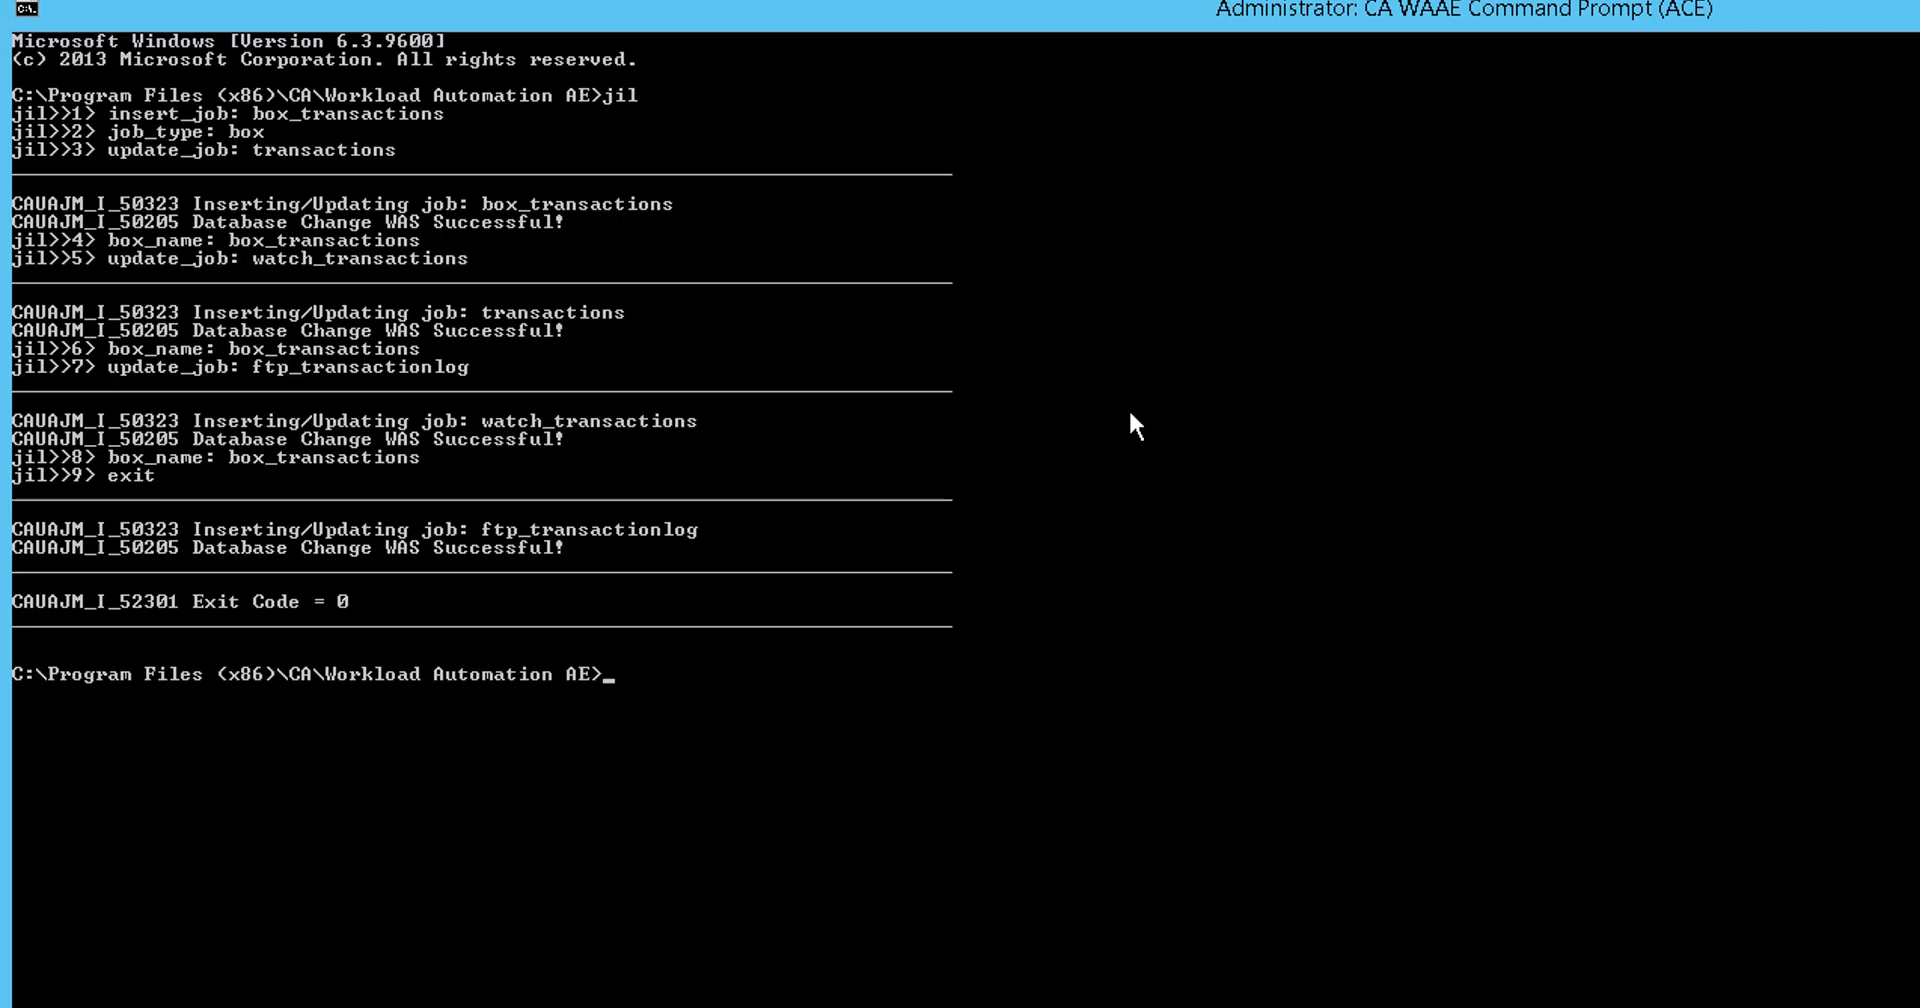 Administrator: CA WAAE Command Prompt (ACE)
Microsoft Windows [Version 6.3.9600]
(c) 2013 Microsoft Corporation. All rights reserved.
C:\Program Files (x86)\CA\Workload Automation AE>jil
jil>>1> insert_job: box_transactions
jil>>2> job_type: box
jil>>3> update_job: transactions
CAUAJM_I_50323 Inserting/Updating job: box_transactions
CAUAJM_I_50205 Database Change WAS Successful!
jil>>4> box_name: box_transactions
jil>>5> update_job: watch_transactions
CAUAJM_I_50323 Inserting/Updating job: transactions
CAUAJM_I_50205 Database Change WAS Successful!
jil>>6> box_name: box_transactions
jil>>7> update_job: ftp_transactionlog
CAUAJM_I_50323 Inserting/Updating job: watch_transactions
CAUAJM_I_50205 Database Change WAS Successful!
jil>>8> box_name: box_transactions
jil>>9> exit
CAUAJM_I_50323 Inserting/Updating job: ftp_transactionlog
CAUAJM_I_50205 Database Change WAS Successful!
CAUAJM_I_52301 Exit Code = 0
C:\Program Files (x86)\CA\Workload Automation AE>_